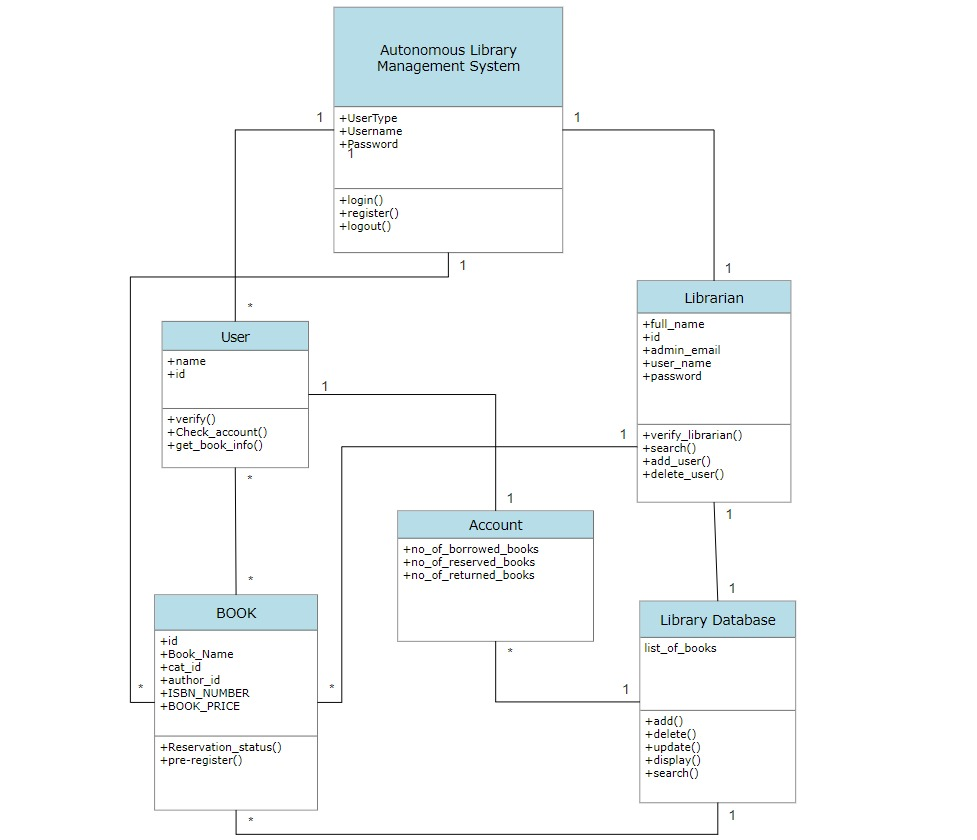 Autonomous Library
Management System
1
+UserType
+Username
+Password
1
1
+login()
+register()
+logout()
1
1
*
Librarian
+full_name
+id
+admin_email
+user_name
+password
1
+verify_librarian()
+search()
+add_user()
+delete_user()
1
User
+name
+id
1
+verify()
+Check_account()
+get_book_info()
*
1
Account
+no_of_borrowed_books
+no_of_reserved_books
+no_of_returned_books
*
*
BOOK
+id
+Book_Name
+cat_id
+author_id
+ISBN_NUMBER
+BOOK_PRICE
*
*
+Reservation_status()
+pre-register()
*
1
Library Database
list_of_books
1
+add()
+delete()
+update()
+display()
+search()
1